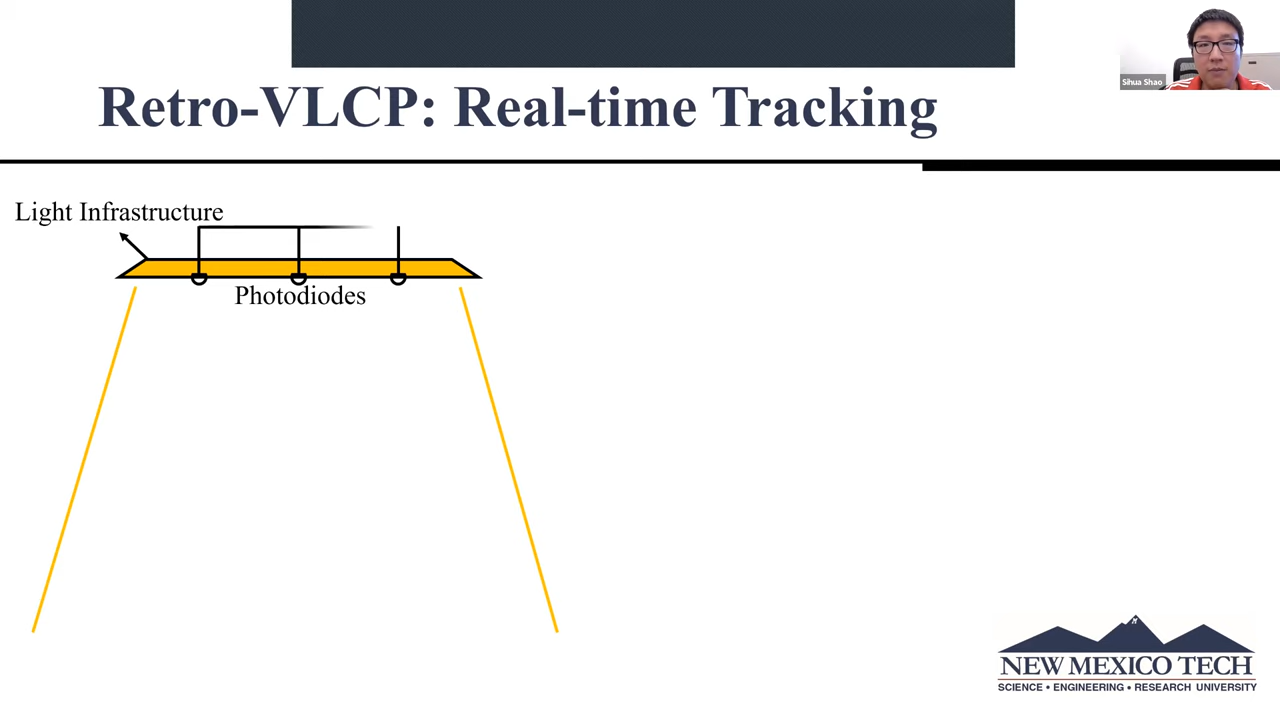 Sihua Shao
Retro-VLCP: Real-time Tracking
Light Infrastructure
Photodiodes
NEW MEXICO TECH
SCIENCE • ENGINEERING • RESEARCH UNIVERSITY